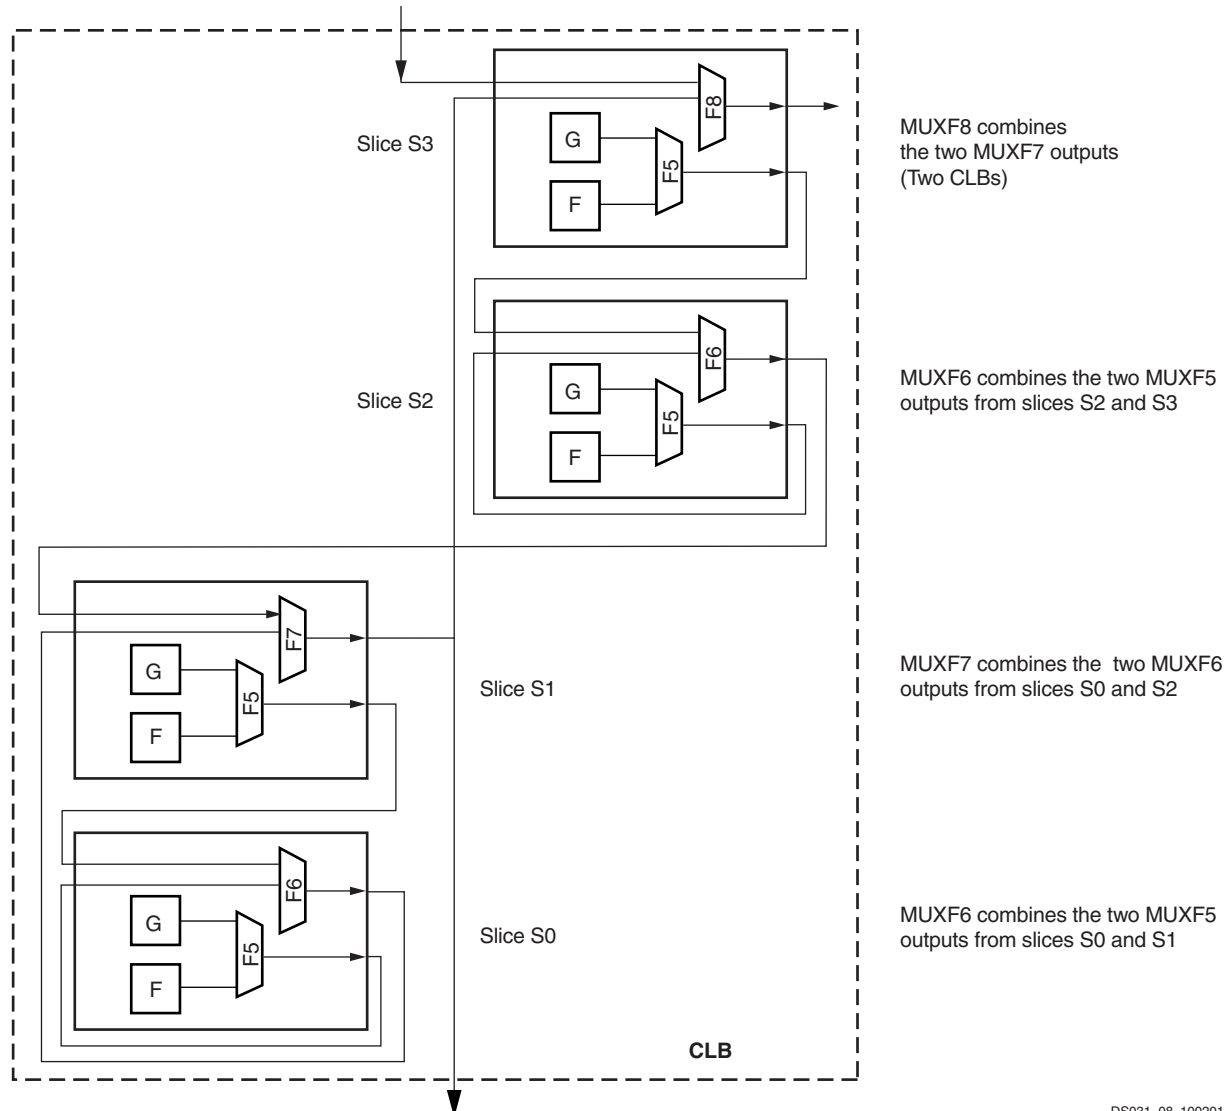 Slice S3
G
F
F5
F8
MUXF8 combines
the two MUXF7 outputs
(Two CLBs)
Slice S2
G
F
F5
F6
MUXF6 combines the two MUXF5
outputs from slices S2 and S3
G
F
F5
F7
Slice S1
MUXF7 combines the two MUXF6
outputs from slices S0 and S2
G
F
F5
F6
Slice S0
MUXF6 combines the two MUXF5
outputs from slices S0 and S1
CLB
DS031_08_100201